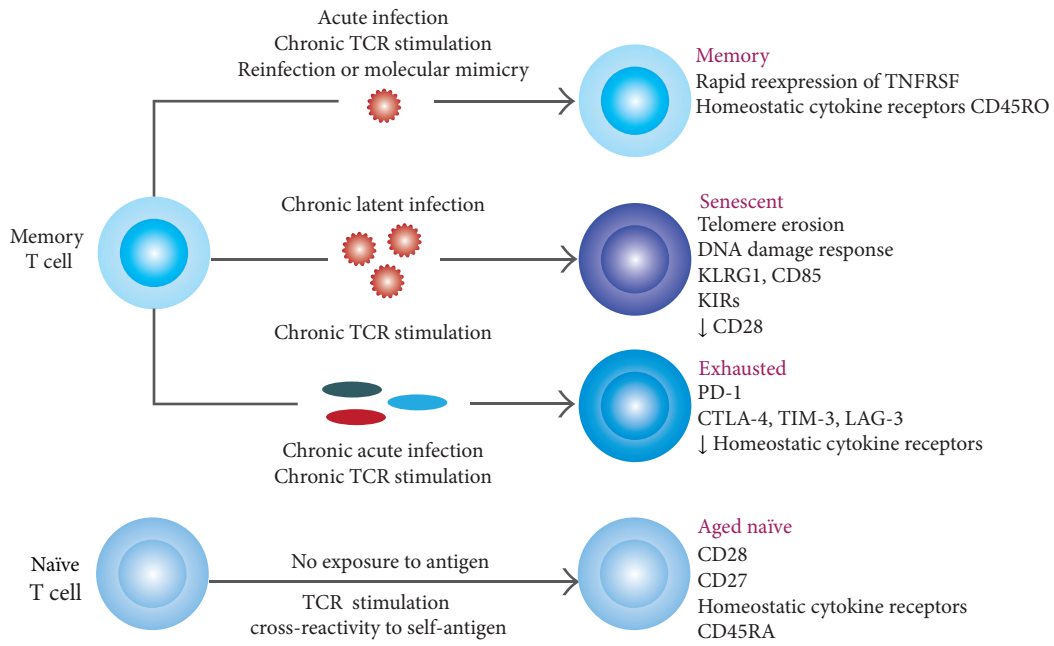 Acute infection
Chronic TCR stimulation
Reinfection or molecular mimicry
Memory
Rapid reexpression of TNFRSF
Homeostatic cytokine receptors CD45RO
Memory
T cell
Chronic latent infection
Chronic TCR stimulation
Senescent
Telomere erosion
DNA damage response
KLRG1, CD85
KIRs
↓ CD28
Chronic acute infection
Chronic TCR stimulation
Exhausted
PD-1
CTLA-4, TIM-3, LAG-3
↓ Homeostatic cytokine receptors
Naïve
T cell
No exposure to antigen
TCR stimulation
cross-reactivity to self-antigen
Aged naïve
CD28
CD27
Homeostatic cytokine receptors
CD45RA